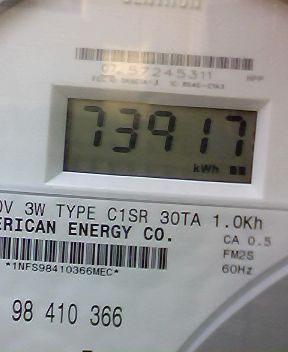 07.57245311
HPP
73917
kWh
0V 3W TYPE C1SR 30TA 1.0Kh
ERICAN ENERGY CO.
CA 0.5
FM2S
60Hz
*1NFS98410366MEC*
98 410 366